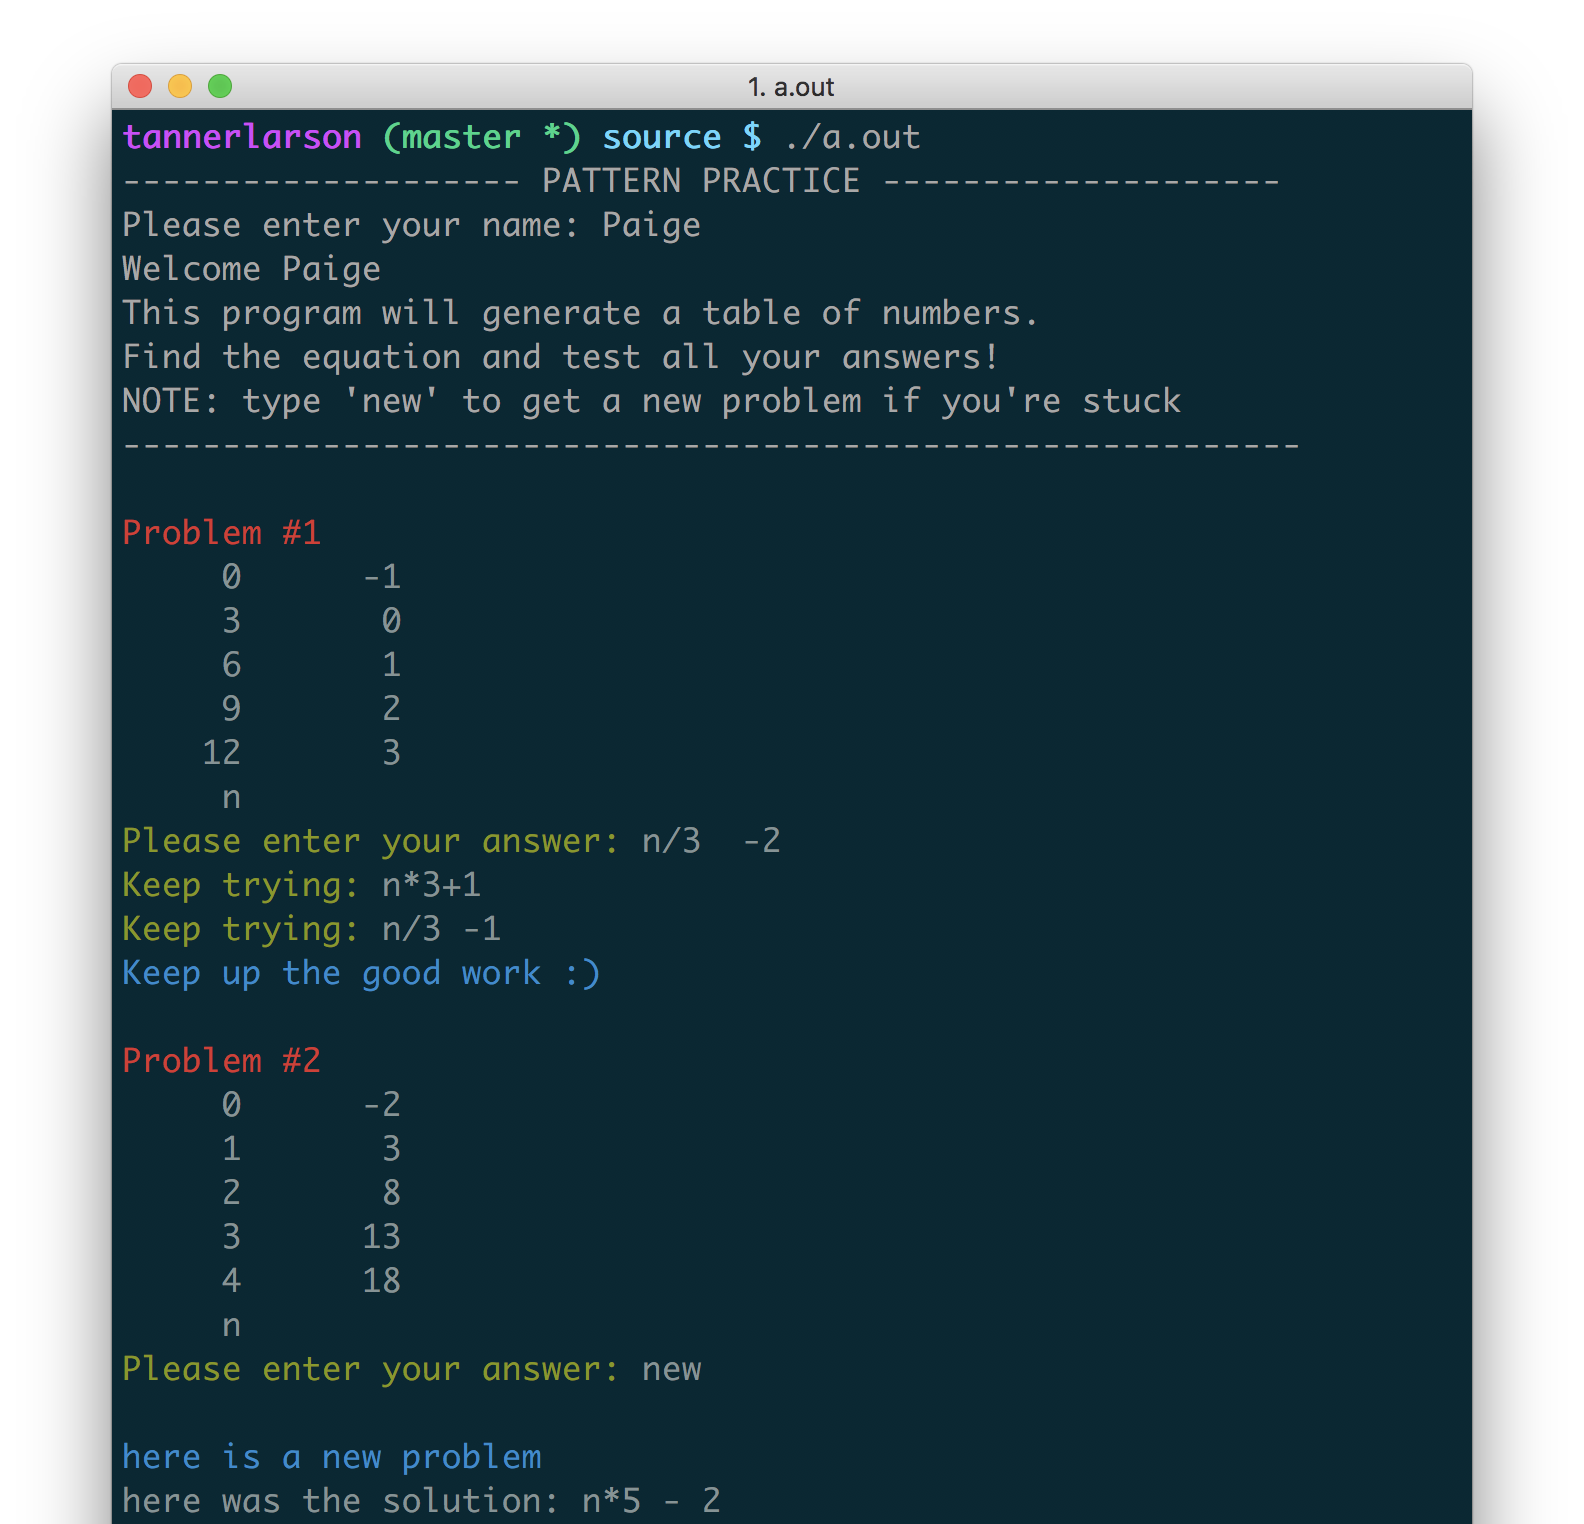 1. a.out
tannerlarson (master *) source $ ./a.out
-------------------- PATTERN PRACTICE --------------------
Please enter your name: Paige
Welcome Paige
This program will generate a table of numbers.
Find the equation and test all your answers!
NOTE: type 'new' to get a new problem if you're stuck
-----------------------------------------------------------
Problem #1
0 -1
3 0
6 1
9 2
12 3
n
Please enter your answer: n/3  -2
Keep trying: n*3+1
Keep trying: n/3 -1
Keep up the good work :)
Problem #2
0 -2
1 3
2 8
3 13
4 18
n
Please enter your answer: new
here is a new problem
here was the solution: n*5 - 2